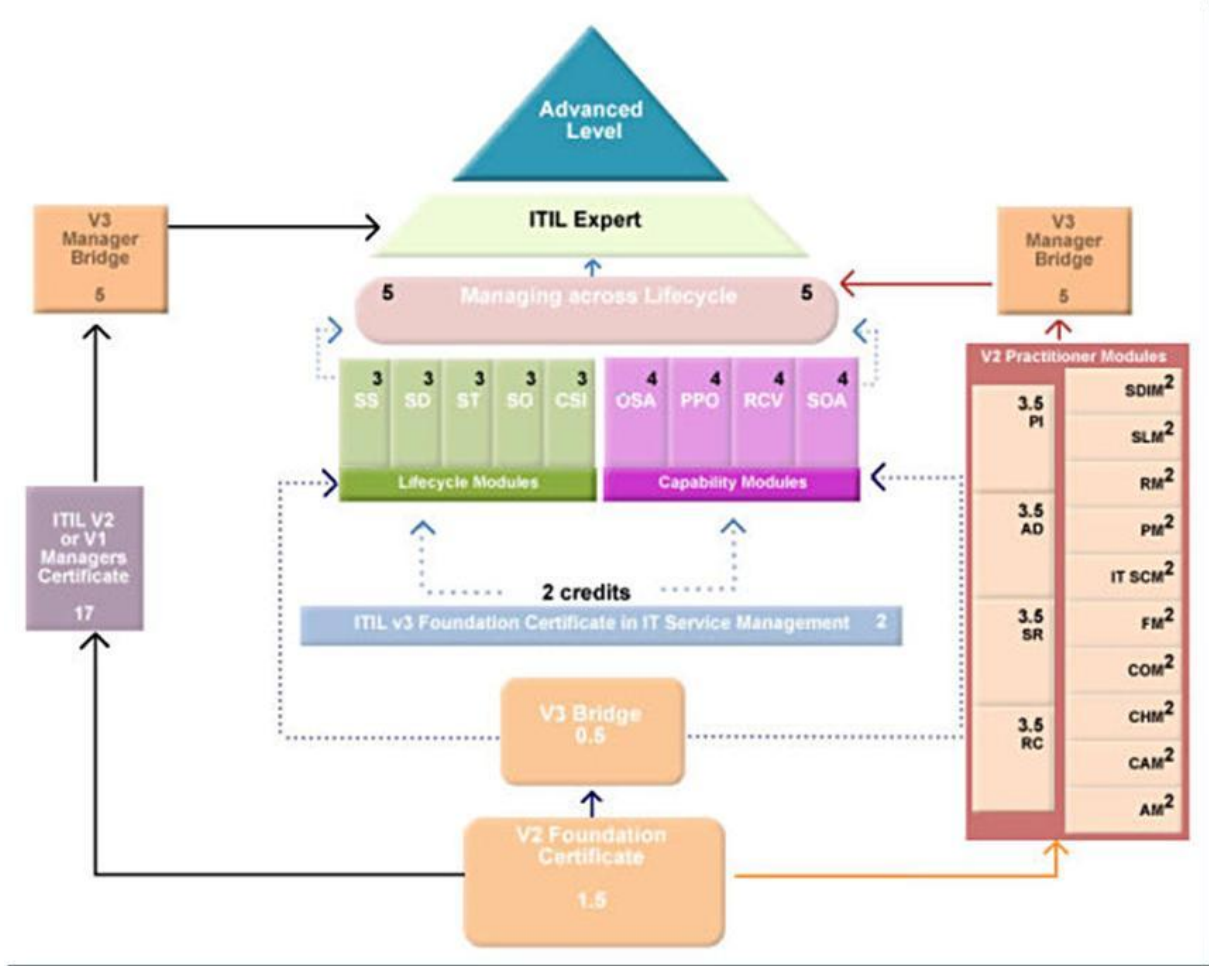 Advanced
Level
ITIL Expert
V3
Manager
Bridge
5
V3
Manager
Bridge
5
5 Managing across Lifecycle 5
3 3 3 3 3 4 4 4 4
SS SD ST SO CSI OSA PPO RCV SOA
Lifecycle Modules Capability Modules
V2 Practitioner Modules
3.5
PI
3.5
AD
3.5
SR
3.5
RC
SDIM2
SLM2
RM2
PM2
IT SCM2
FM2
COM2
CHM2
CAM2
AM2
ITIL V2
or V1
Managers
Certificate
17
2 credits
ITIL v3 Foundation Certificate in IT Service Management 2
V3 Bridge
0.5
V2 Foundation
Certificate
1.5